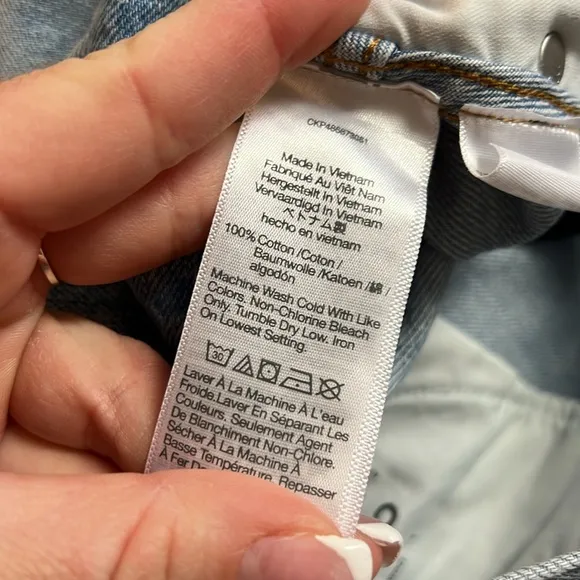 CKP485873051
Made In Vietnam
Fabriqué Au Viêt Nam
Hergestellt In Vietnam
Vervaardigd In Vietnam
ベトナム製
hecho en vietnam
100% Cotton /Coton /
Baumwolle /Katoen /綿 /
algodón
Machine Wash Cold With Like
Colors. Non-Chlorine Bleach
Only. Tumble Dry Low. Iron
On Lowest Setting.
30
Laver À La Machine À L'eau
Froide.Laver En Séparant Les
Couleurs. Seulement Agent
De Blanchiment Non-Chlore.
Sécher À La Machine À
Basse Température. Repasser
À Fer